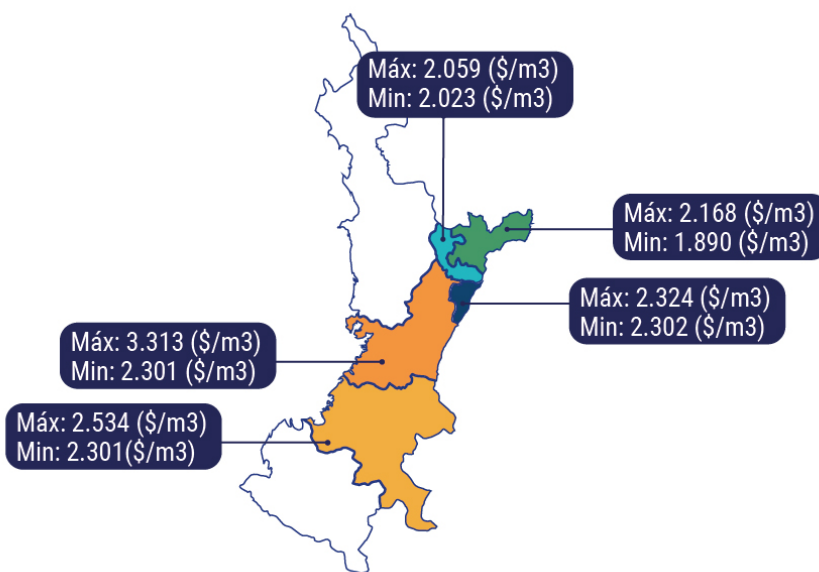 Máx: 2.059 ($/m3)
Min: 2.023 ($/m3)
Máx: 2.168 ($/m3)
Min: 1.890 ($/m3)
Máx: 2.324 ($/m3)
Min: 2.302 ($/m3)
Máx: 3.313 ($/m3)
Min: 2.301 ($/m3)
Máx: 2.534 ($/m3)
Min: 2.301($/m3)